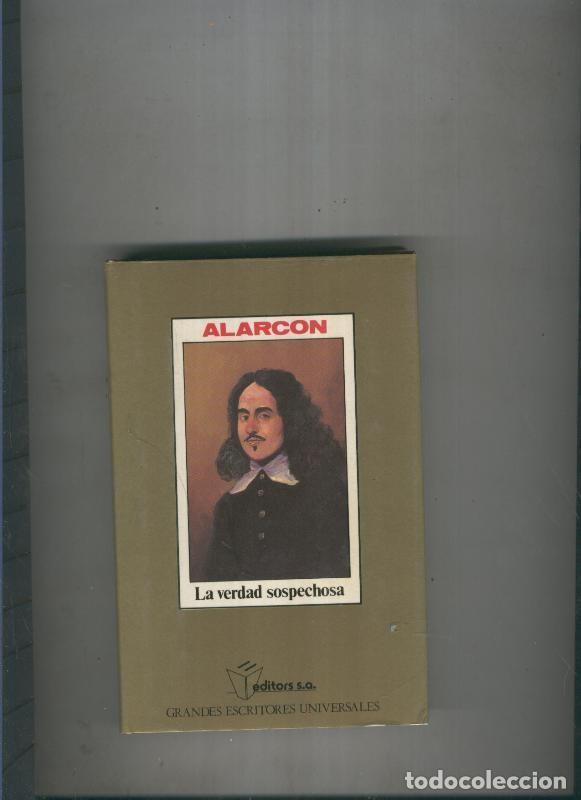 ALARCON
La verdad sospechosa
editors s.a.
GRANDES ESCRITORES UNIVERSALES
todocoleccion